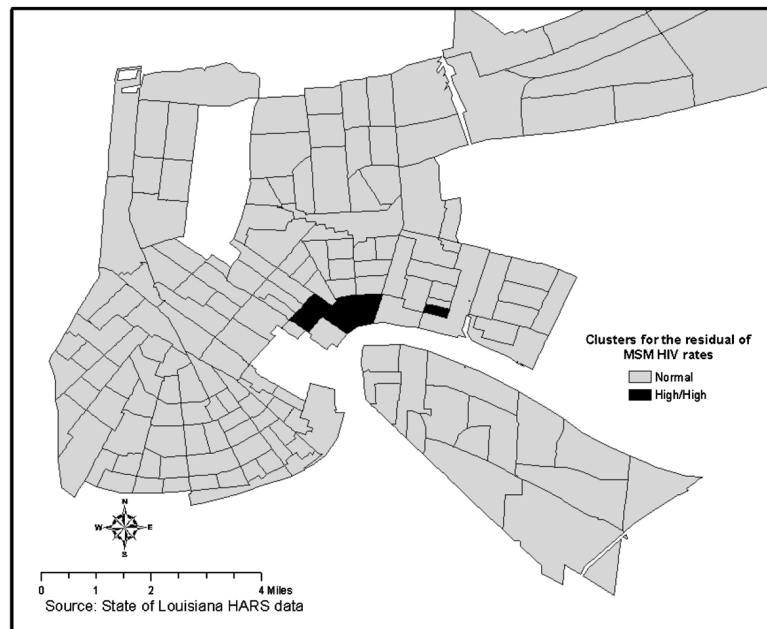 Clusters for the residual of
MSM HIV rates
Normal
High/High
N
W E
S
0 1 2 4 Miles
Source: State of Louisiana HARS data